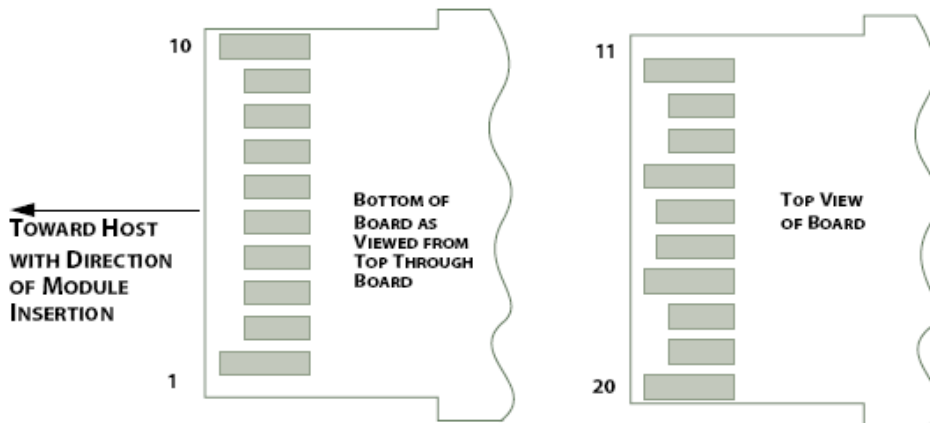 10
BOTTOM OF
BOARD AS
VIEWED FROM
TOP THROUGH
BOARD
TOWARD HOST
WITH DIRECTION
OF MODULE
INSERTION
1
11
TOP VIEW
OF BOARD
20